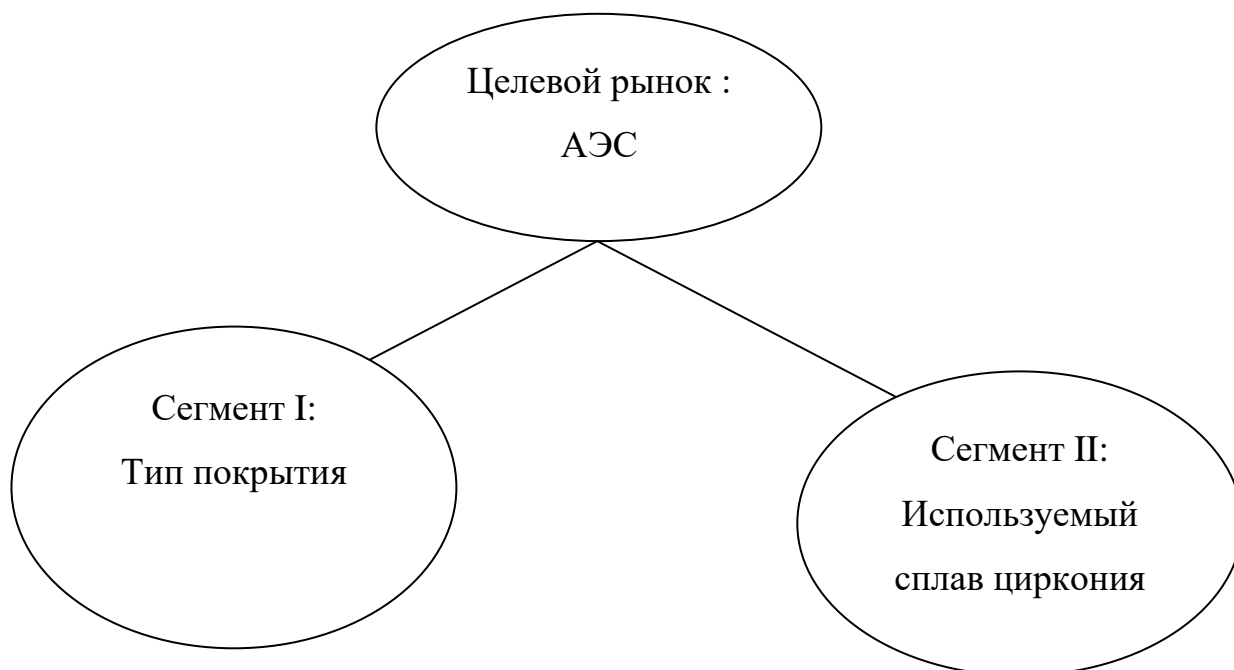 Целевой рынок :
АЭС
Сегмент I:
Тип покрытия
Сегмент II:
Используемый
сплав циркония